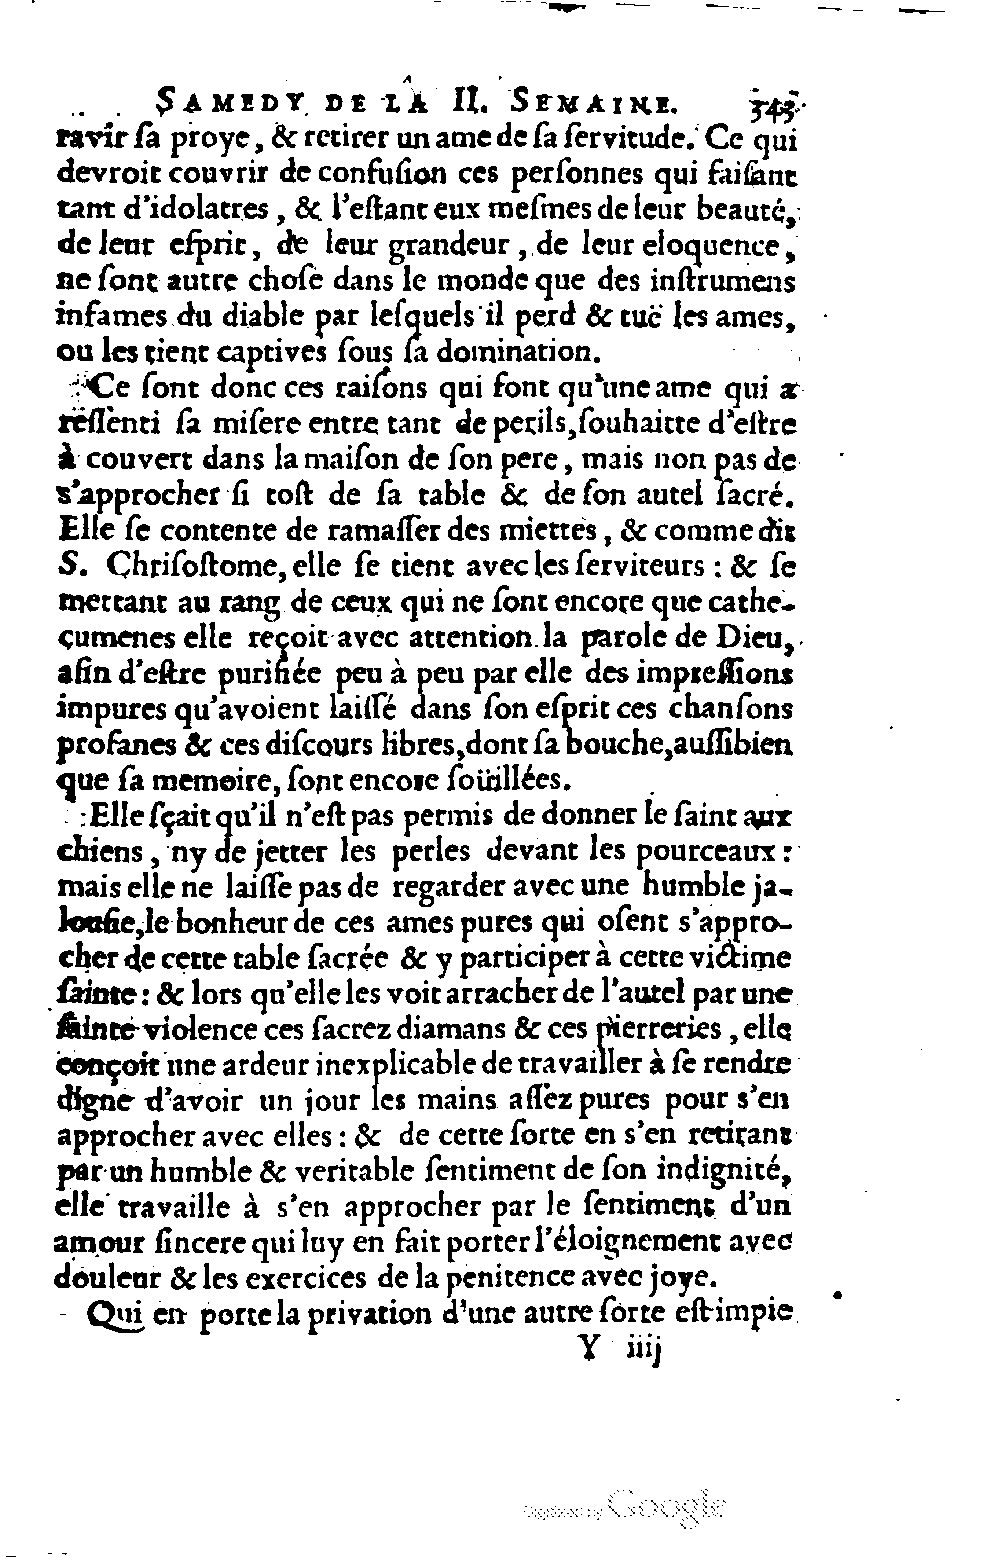 SAMEDY DE LA II. SEMAINE. 343
ravir ſa proye, & retirer un ame de ſa ſervitude. Ce qui
devroit couvrir de confuſion ces perſonnes qui faiſant
tant d'idolatres, & l'eſtant eux meſmes de leur beauté,
de leur eſprit, de leur grandeur, de leur eloquence,
ne ſont autre choſe dans le monde que des inſtrumens
infames du diable par leſquels il perd & tuë les ames,
ou les tient captives ſous ſa domination.
Ce ſont donc ces raiſons qui font qu'une ame qui a
reſſenti ſa miſere entre tant de perils, ſouhaitte d'eſtre
à couvert dans la maiſon de ſon pere, mais non pas de
s'approcher ſi toſt de ſa table & de ſon autel ſacré.
Elle ſe contente de ramaſſer des miettes, & comme dit
S. Chriſoſtome, elle ſe tient avec les ſerviteurs : & ſe
mettant au rang de ceux qui ne ſont encore que cathe-
cumenes elle reçoit avec attention la parole de Dieu,
afin d'eſtre purifiée peu à peu par elle des impreſſions
impures qu'avoient laiſſé dans ſon eſprit ces chanſons
profanes & ces diſcours libres, dont ſa bouche, auſſibien
que ſa memoire, ſont encore ſoüillées.
Elle ſçait qu'il n'eſt pas permis de donner le ſaint aux
chiens, ny de jetter les perles devant les pourceaux :
mais elle ne laiſſe pas de regarder avec une humble ja-
louſie, le bonheur de ces ames pures qui oſent s'appro-
cher de cette table ſacrée & y participer à cette victime
ſainte : & lors qu'elle les voit arracher de l'autel par une
ſainte violence ces ſacrez diamans & ces pierreries, elle
conçoit une ardeur inexplicable de travailler à ſe rendre
digne d'avoir un jour les mains aſſez pures pour s'en
approcher avec elles : & de cette ſorte en s'en retirant
par un humble & veritable ſentiment de ſon indignité,
elle travaille à s'en approcher par le ſentiment d'un
amour ſincere qui luy en fait porter l'éloignement avec
douleur & les exercices de la penitence avec joye.
Qui en porte la privation d'une autre ſorte eſt impie
Y iiij
Digitized by Google